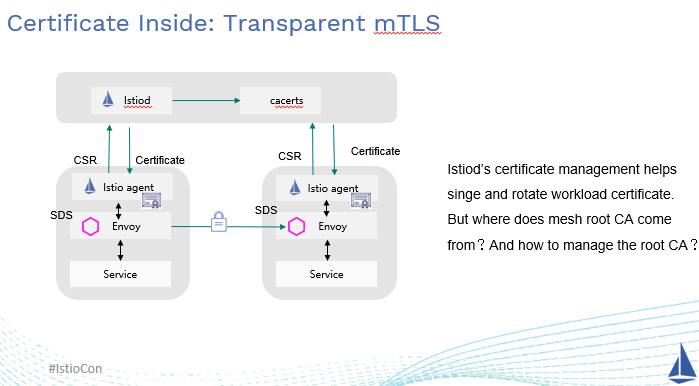 Certificate Inside: Transparent mTLS
Istiod
cacerts
CSR
Certificate
CSR
Certificate
Istio agent
Istio agent
SDS
SDS
Envoy
Envoy
Service
Service
Istiod's certificate management helps
singe and rotate workload certificate.
But where does mesh root CA come
from？And how to manage the root CA？
#IstioCon